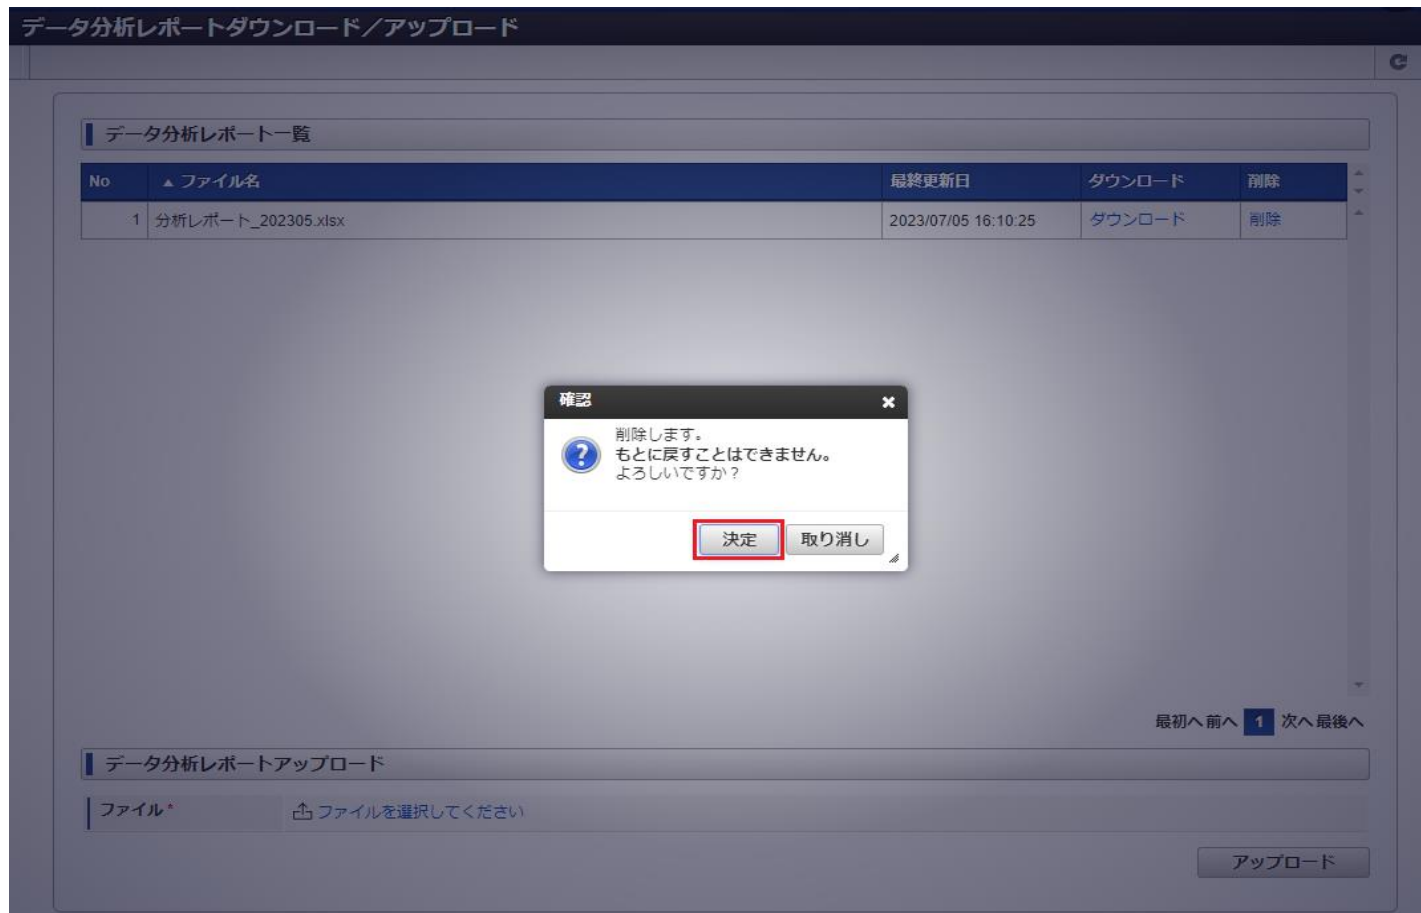 データ分析レポートダウンロード／アップロード
データ分析レポート一覧
No ▲ ファイル名 最終更新日 ダウンロード 削除
1 分析レポート_202305.xlsx 2023/07/05 16:10:25 ダウンロード 削除
確認
削除します。
もとに戻すことはできません。
よろしいですか？
決定 取り消し
最初へ 前へ 1 次へ 最後へ
データ分析レポートアップロード
ファイル* ファイルを選択してください
アップロード